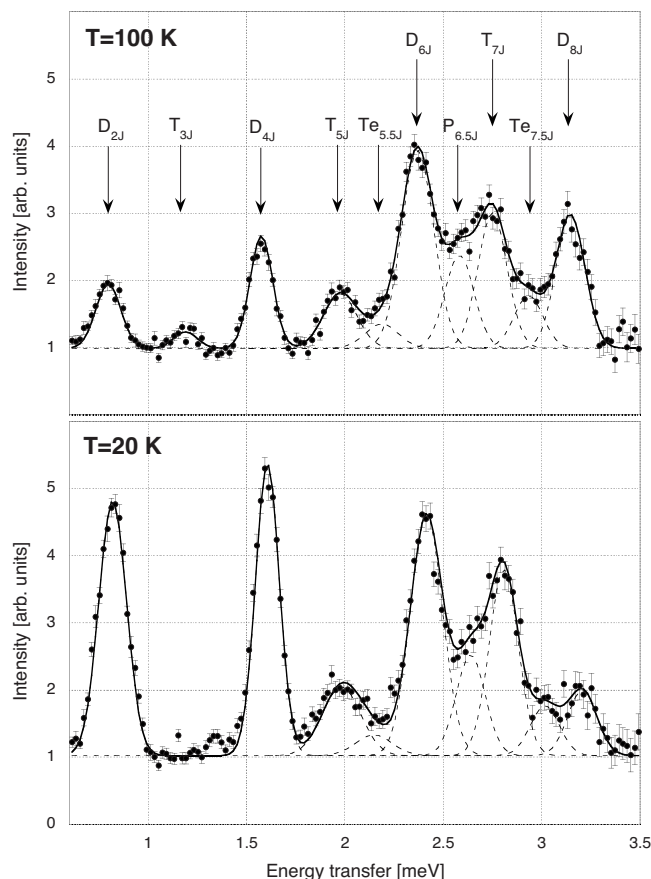 T=100 K
D6J T7J D8J
D2J T3J D4J T5J Te5.5J P6.5J Te7.5J
5
4
3
2
1
Intensity [arb. units]
T=20 K
5
4
3
2
1
0
Intensity [arb. units]
1 1.5 2 2.5 3 3.5
Energy transfer [meV]